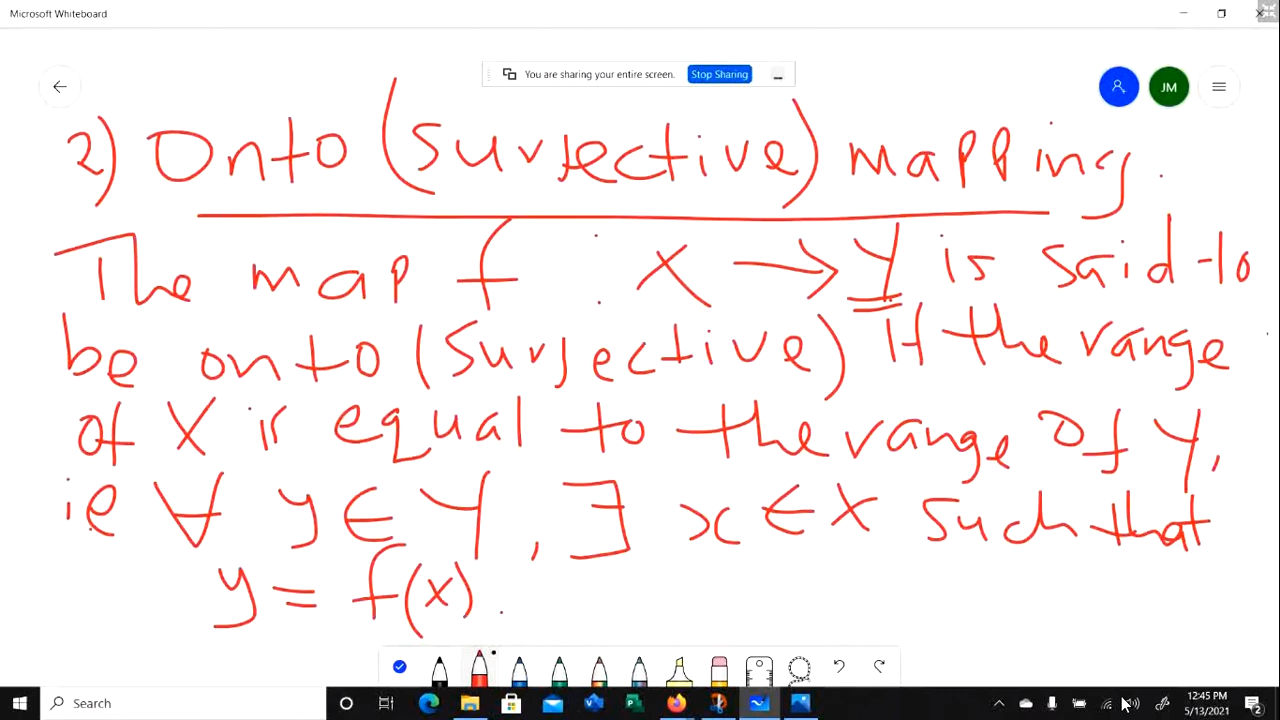 Microsoft Whiteboard
You are sharing your entire screen. Stop Sharing
JM
2) Onto (Surjective) mapping.
The map f : X → Y is said to
be onto (Surjective) If the range
of X is equal to the range of Y,
ie ∀ y ∈ Y, ∃ x ∈ X such that
y = f(x).
Search
12:45 PM
5/13/2021
2